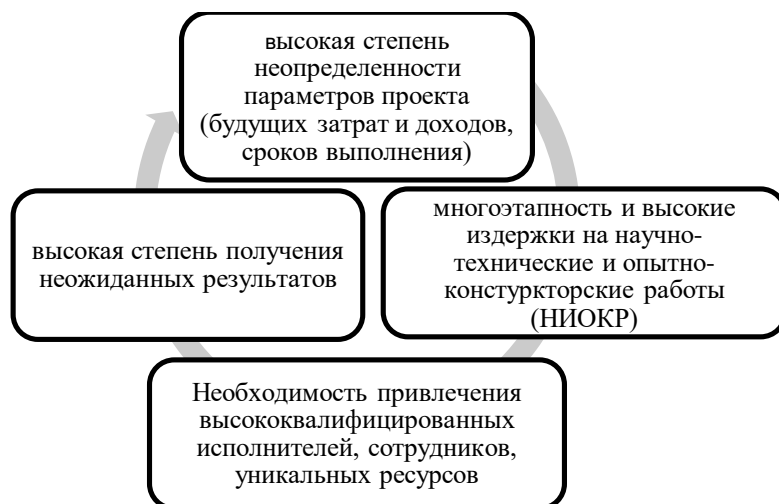 высокая степень
неопределенности
параметров проекта
(будущих затрат и доходов,
сроков выполнения)
многоэтапность и высокие
издержки на научно-
технические и опытно-
констурkторские работы
(НИОКР)
Необходимость привлечения
высококвалифицированных
исполнителей, сотрудников,
уникальных ресурсов
высокая степень получения
неожиданных результатов